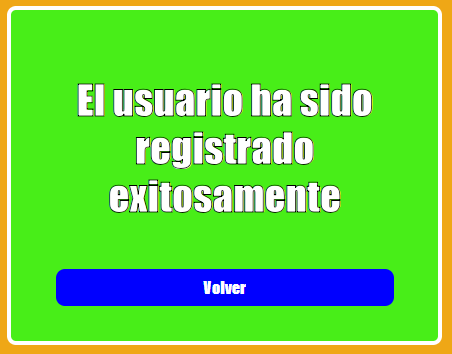 El usuario ha sido
registrado
exitosamente
Volver